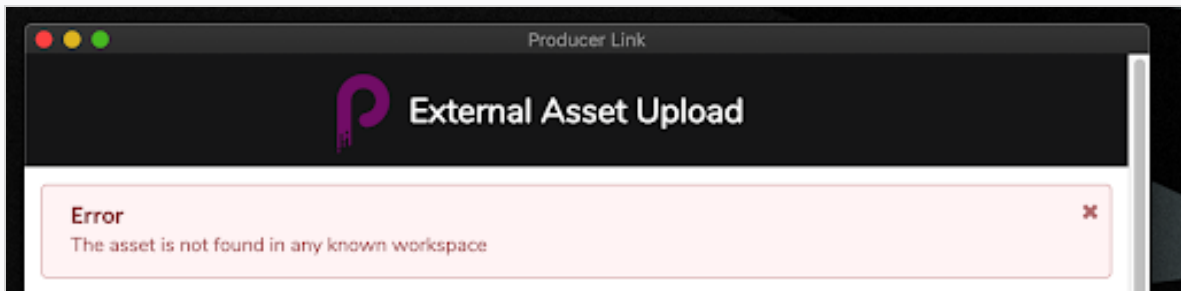 Producer Link
External Asset Upload
Error
The asset is not found in any known workspace